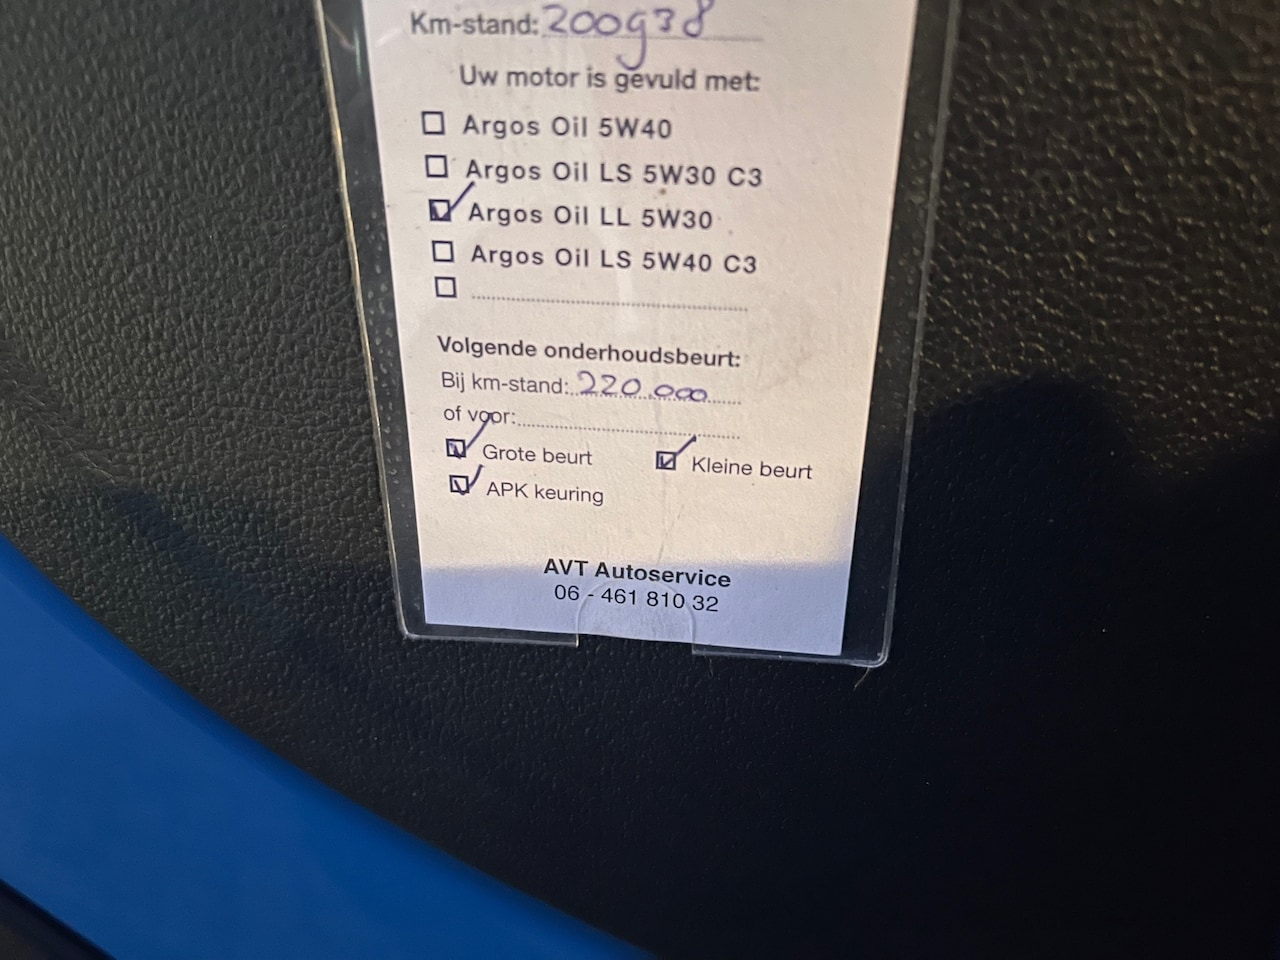 Km-stand: 200938
Uw motor is gevuld met:
☐ Argos Oil 5W40
☐ Argos Oil LS 5W30 C3
☑ Argos Oil LL 5W30
☐ Argos Oil LS 5W40 C3
☐ ........................................
Volgende onderhoudsbeurt:
Bij km-stand: 220.000
of voor:........................................
☑ Grote beurt ☑ Kleine beurt
☑ APK keuring
AVT Autoservice
06 - 461 810 32